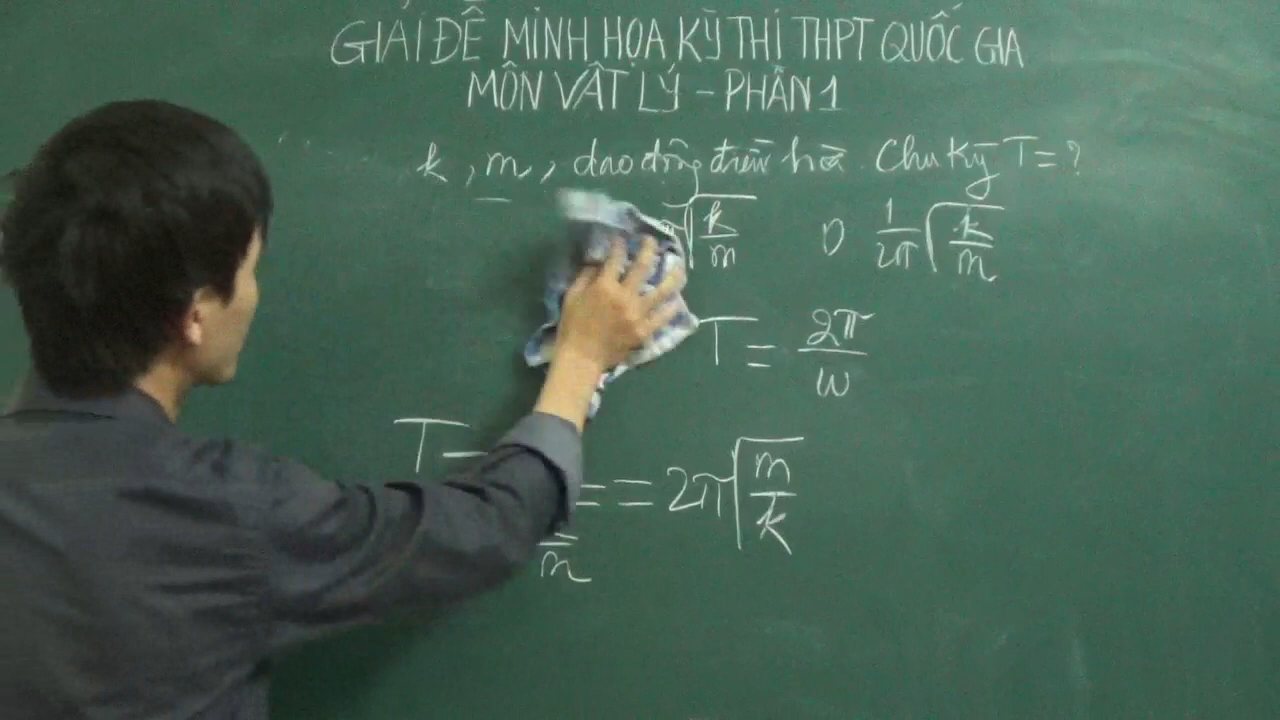 GIẢI ĐỀ MINH HỌA KỲ THI THPT QUỐC GIA
MÔN VẬT LÝ - PHẦN 1
k, m, dao động điều hoà. Chu kỳ T = ?
√(k/m) D 1/2π √(k/m)
T = 2π/ω
T = = = 2π√(m/k)
m